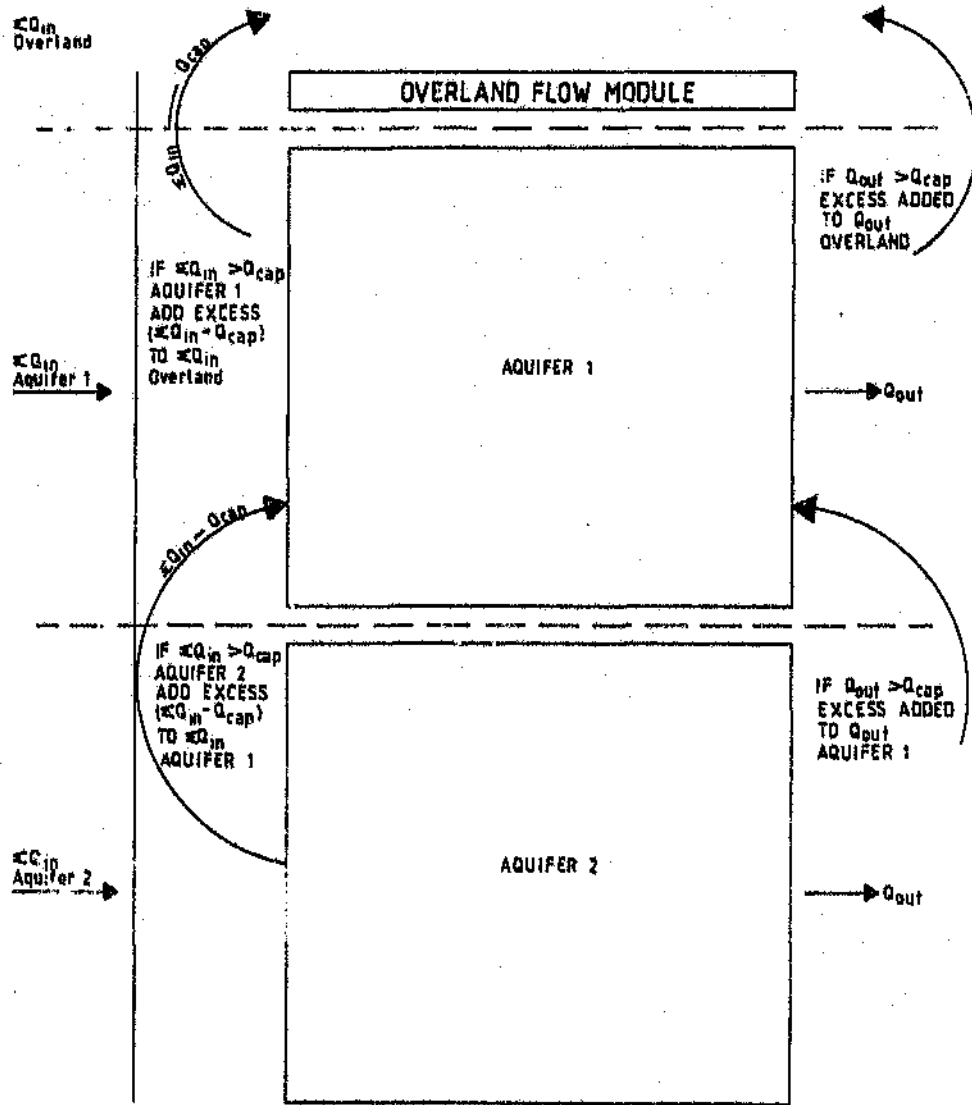 ≤Qin
Overland
≤Qin — Qcap
OVERLAND FLOW MODULE
IF Qout >Qcap
EXCESS ADDED
TO Qout
OVERLAND
IF ≤Qin >Qcap
AQUIFER 1
ADD EXCESS
(≤Qin-Qcap)
TO ≤Qin
Overland
≤Qin
Aquifer 1
AQUIFER 1
Qout
≤Qin — Qcap
IF ≤Qin >Qcap
AQUIFER 2
ADD EXCESS
(≤Qin-Qcap)
TO ≤Qin
AQUIFER 1
IF Qout >Qcap
EXCESS ADDED
TO Qout
AQUIFER 1
≤Qin
Aquifer 2
AQUIFER 2
Qout